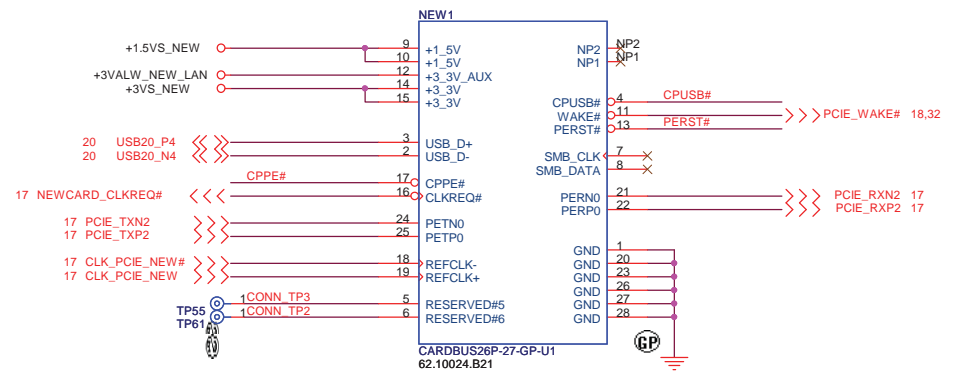 NEW1
+1.5VS_NEW 9 +1_5V NP2 NP2
10 +1_5V NP1 NP1
+3VALW_NEW_LAN 12 +3_3V_AUX
+3VS_NEW 14 +3_3V
15 +3_3V
CPUSB# 4 CPUSB#
WAKE# 11 PCIE_WAKE# 18,32
PERST# 13 PERST#
20 USB20_P4 3 USB_D+
20 USB20_N4 2 USB_D-
SMB_CLK 7
SMB_DATA 8
CPPE# 17 CPPE#
17 NEWCARD_CLKREQ# 16 CLKREQ#
PERN0 21 PCIE_RXN2 17
PERP0 22 PCIE_RXP2 17
17 PCIE_TXN2 24 PETN0
17 PCIE_TXP2 25 PETP0
GND 1
17 CLK_PCIE_NEW# 18 REFCLK- GND 20
17 CLK_PCIE_NEW 19 REFCLK+ GND 23
GND 26
TP55 1 CONN_TP3 5 RESERVED#5 GND 27
TP61 1 CONN_TP2 6 RESERVED#6 GND 28
GP
CARDBUS26P-27-GP-U1
62.10024.B21